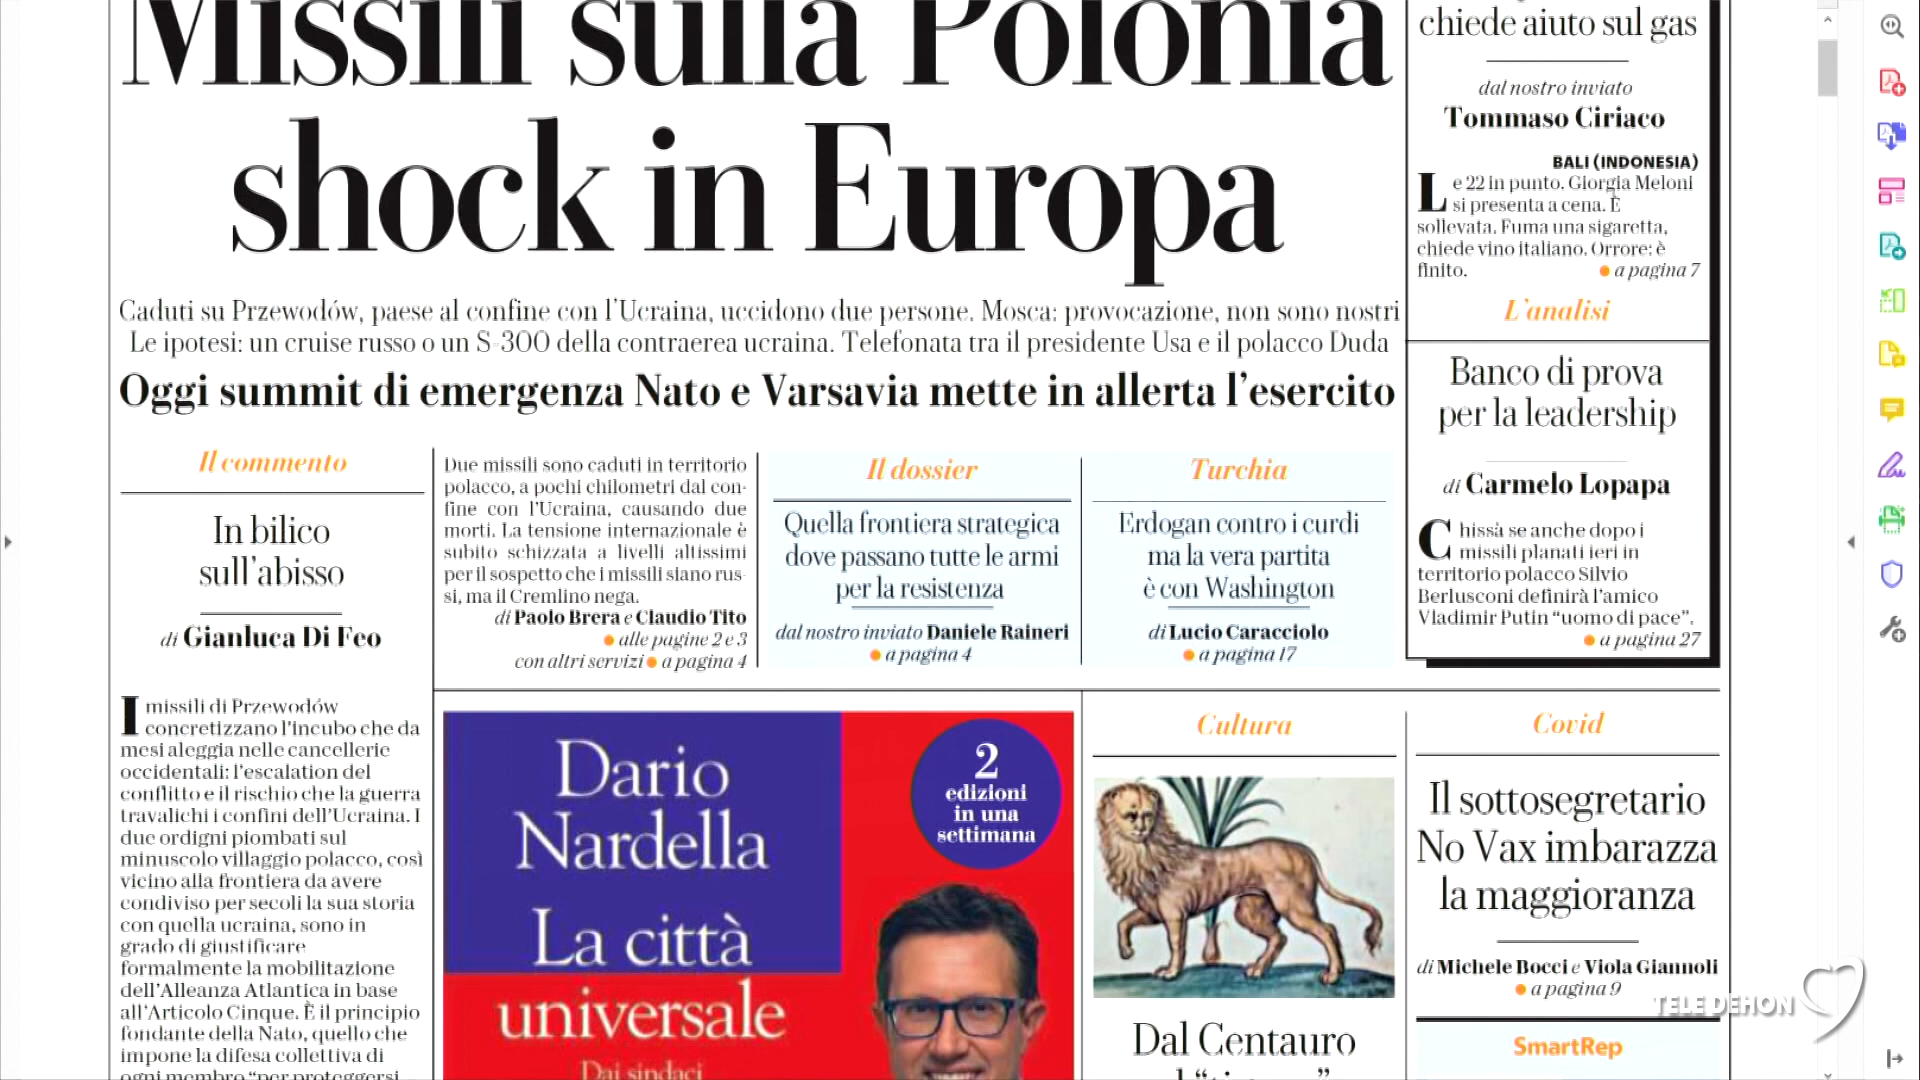 Missili sulla Polonia
shock in Europa
Caduti su Przewodów, paese al confine con l'Ucraina, uccidono due persone. Mosca: provocazione, non sono nostri
Le ipotesi: un cruise russo o un S-300 della contraerea ucraina. Telefonata tra il presidente Usa e il polacco Duda
Oggi summit di emergenza Nato e Varsavia mette in allerta l'esercito
Il commento
In bilico
sull'abisso
di Gianluca Di Feo
I missili di Przewodów
concretizzano l'incubo che da
mesi aleggia nelle cancellerie
occidentali: l'escalation del
conflitto e il rischio che la guerra
travalichi i confini dell'Ucraina. I
due ordigni piombati sul
minuscolo villaggio polacco, così
vicino alla frontiera da avere
condiviso per secoli la sua storia
con quella ucraina, sono in
grado di giustificare
formalmente la mobilitazione
dell'Alleanza Atlantica in base
all'Articolo Cinque. È il principio
fondante della Nato, quello che
impone la difesa collettiva di
ogni membro "per proteggersi
Due missili sono caduti in territorio
polacco, a pochi chilometri dal con-
fine con l'Ucraina, causando due
morti. La tensione internazionale è
subito schizzata a livelli altissimi
per il sospetto che i missili siano rus-
si, ma il Cremlino nega.
di Paolo Brera e Claudio Tito
alle pagine 2 e 3
con altri servizi a pagina 4
Il dossier
Quella frontiera strategica
dove passano tutte le armi
per la resistenza
dal nostro inviato Daniele Raineri
a pagina 4
Turchia
Erdogan contro i curdi
ma la vera partita
è con Washington
di Lucio Caracciolo
a pagina 17
chiede aiuto sul gas
dal nostro inviato
Tommaso Ciriaco
BALI (INDONESIA)
Le 22 in punto. Giorgia Meloni
si presenta a cena. È
sollevata. Fuma una sigaretta,
chiede vino italiano. Orrore: è
finito. a pagina 7
L'analisi
Banco di prova
per la leadership
di Carmelo Lopapa
Chissà se anche dopo i
missili planati ieri in
territorio polacco Silvio
Berlusconi definirà l'amico
Vladimir Putin "uomo di pace".
a pagina 27
Dario
Nardella
La città
universale
Dai sindaci
2
edizioni
in una
settimana
Cultura
Dal Centauro
Covid
Il sottosegretario
No Vax imbarazza
la maggioranza
di Michele Bocci e Viola Giannoli
a pagina 9
SmartRep
TELE DEHON